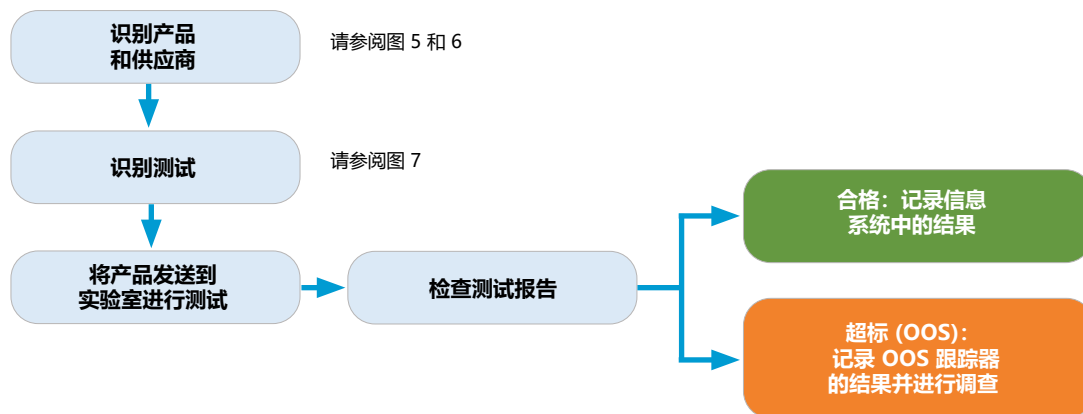 识别产品
和供应商
请参阅图 5 和 6
识别测试
请参阅图 7
将产品发送到
实验室进行测试
检查测试报告
合格：记录信息
系统中的结果
超标 (OOS)：
记录 OOS 跟踪器
的结果并进行调查